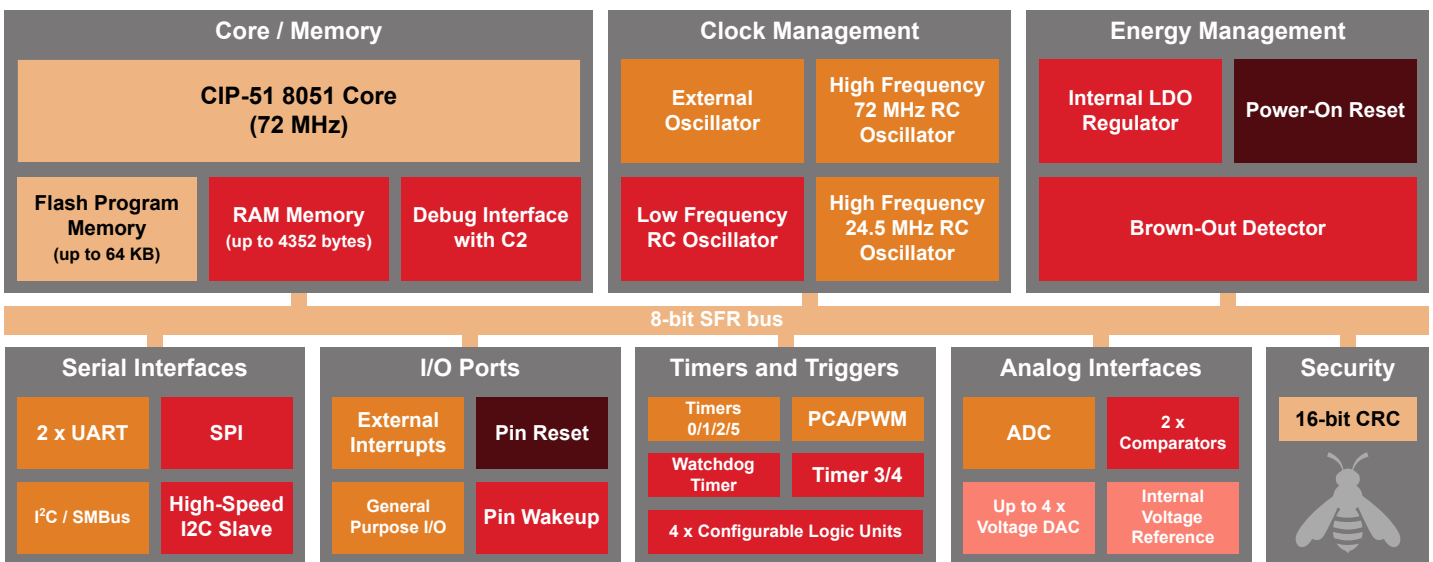 Core / Memory
CIP-51 8051 Core
(72 MHz)
Flash Program
Memory
(up to 64 KB)
RAM Memory
(up to 4352 bytes)
Debug Interface
with C2
Clock Management
External
Oscillator
High Frequency
72 MHz RC
Oscillator
Low Frequency
RC Oscillator
High Frequency
24.5 MHz RC
Oscillator
Energy Management
Internal LDO
Regulator
Power-On Reset
Brown-Out Detector
8-bit SFR bus
Serial Interfaces
2 x UART
SPI
I²C / SMBus
High-Speed
I2C Slave
I/O Ports
External
Interrupts
Pin Reset
General
Purpose I/O
Pin Wakeup
Timers and Triggers
Timers
0/1/2/5
PCA/PWM
Watchdog
Timer
Timer 3/4
4 x Configurable Logic Units
Analog Interfaces
ADC
2 x
Comparators
Up to 4 x
Voltage DAC
Internal
Voltage
Reference
Security
16-bit CRC